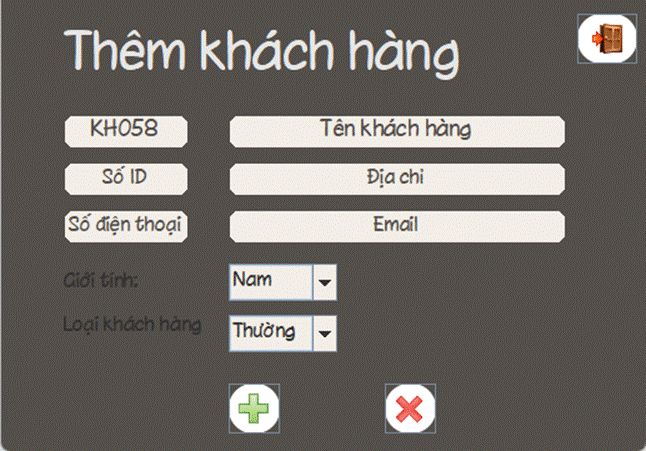 Thêm khách hàng
KH058
Tên khách hàng
Số ID
Địa chỉ
Số điện thoại
Email
Giới tính:
Nam
Loại khách hàng
Thường